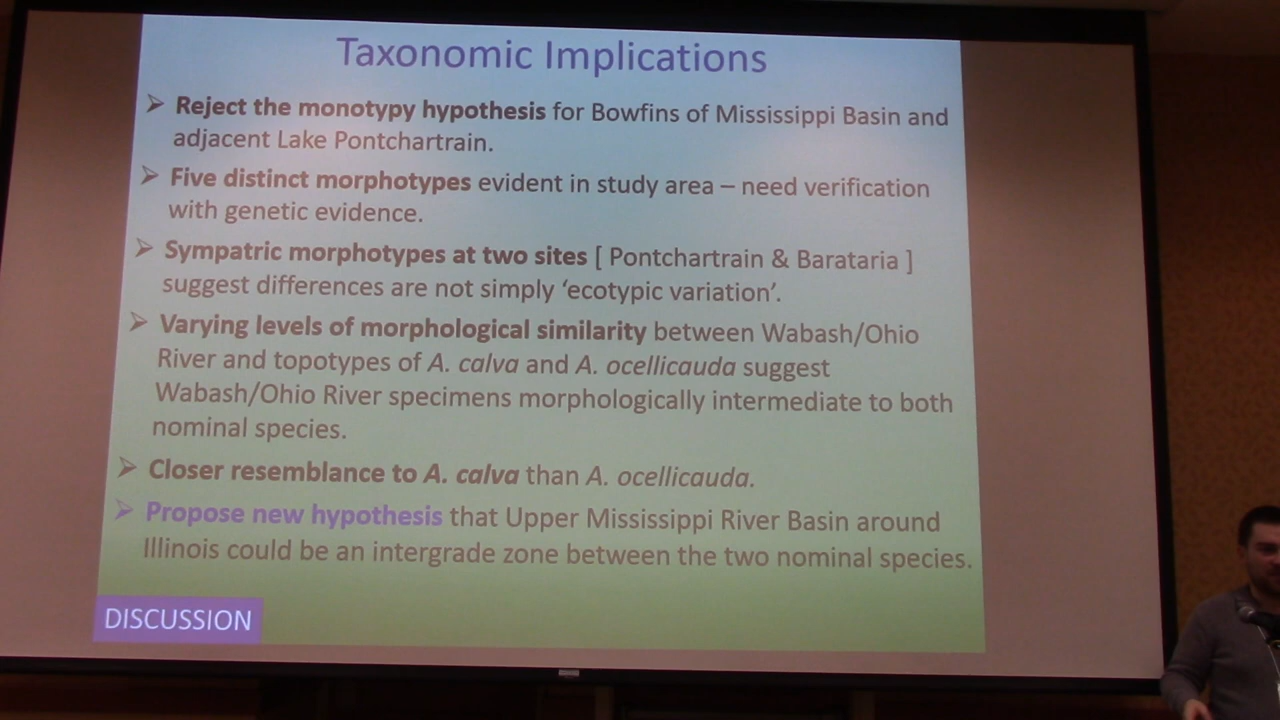 Taxonomic Implications
➢ Reject the monotypy hypothesis for Bowfins of Mississippi Basin and
adjacent Lake Pontchartrain.
➢ Five distinct morphotypes evident in study area – need verification
with genetic evidence.
➢ Sympatric morphotypes at two sites [ Pontchartrain & Barataria ]
suggest differences are not simply ‘ecotypic variation’.
➢ Varying levels of morphological similarity between Wabash/Ohio
River and topotypes of A. calva and A. ocellicauda suggest
Wabash/Ohio River specimens morphologically intermediate to both
nominal species.
➢ Closer resemblance to A. calva than A. ocellicauda.
➢ Propose new hypothesis that Upper Mississippi River Basin around
Illinois could be an intergrade zone between the two nominal species.
DISCUSSION